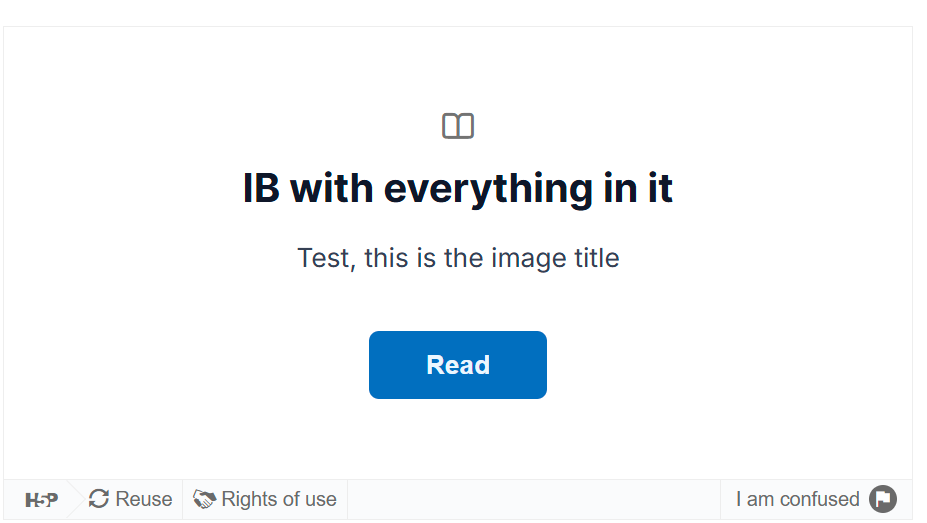 IB with everything in it
Test, this is the image title
Read
H5P Reuse Rights of use I am confused